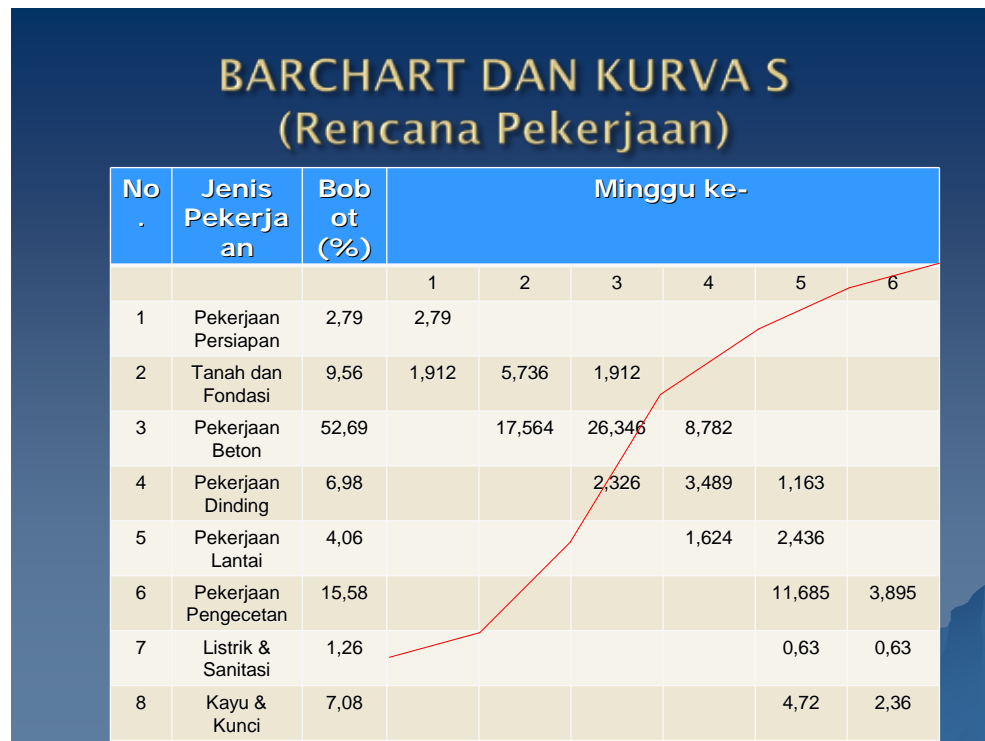 BARCHART DAN KURVA S
(Rencana Pekerjaan)
No
.
Jenis
Pekerja
an
Bob
ot
(%)
Minggu ke-
1 2 3 4 5 6
1 Pekerjaan
Persiapan
2,79 2,79
2 Tanah dan
Fondasi
9,56 1,912 5,736 1,912
3 Pekerjaan
Beton
52,69 17,564 26,346 8,782
4 Pekerjaan
Dinding
6,98 2,326 3,489 1,163
5 Pekerjaan
Lantai
4,06 1,624 2,436
6 Pekerjaan
Pengecetan
15,58 11,685 3,895
7 Listrik &
Sanitasi
1,26 0,63 0,63
8 Kayu &
Kunci
7,08 4,72 2,36